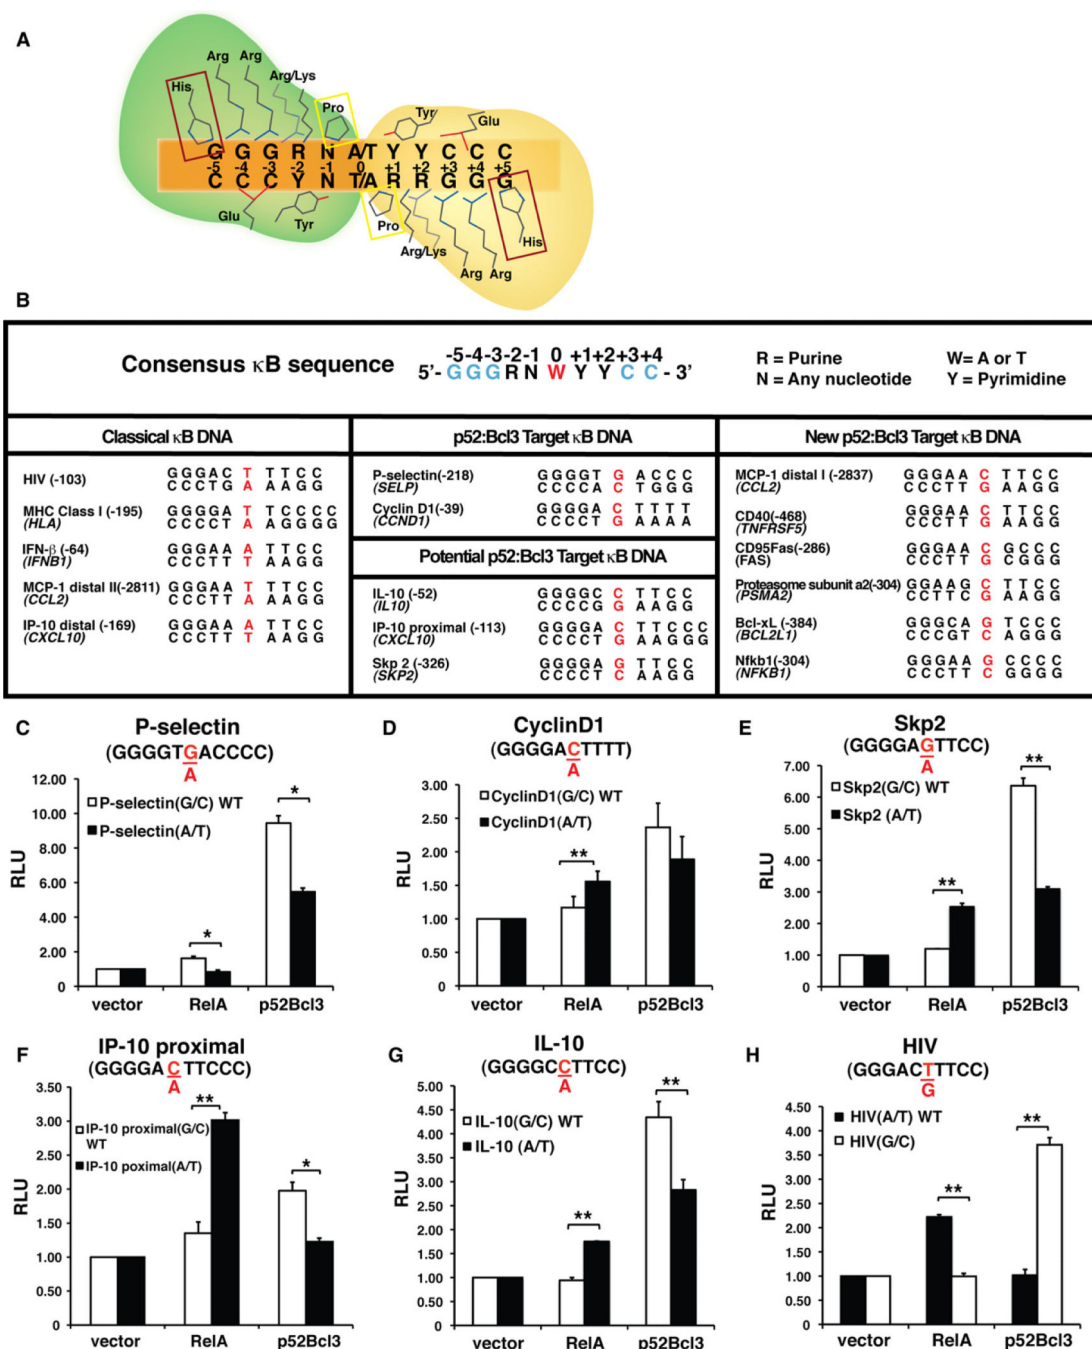 A
Arg Arg
Arg/Lys
His
Pro
Tyr
Glu
G G G R N A/T Y Y C C C
-5 -4 -3 -2 -1 0 +1 +2 +3 +4 +5
C C C Y N T/A R R G G G
Glu
Tyr
Pro
Arg/Lys
His
Arg Arg
B
Consensus κB sequence
-5-4-3-2-1 0 +1+2+3+4
5'- G G G R N W Y Y C C - 3'
R = Purine W= A or T
N = Any nucleotide Y = Pyrimidine
Classical κB DNA
HIV (-103)
G G G A C T T T C C
C C C T G A A A G G
MHC Class I (-195)
(HLA)
G G G G A T T C C C C
C C C C T A A G G G G
IFN-β (-64)
(IFNB1)
G G G A A A T T C C
C C C T T T A A G G
MCP-1 distal II(-2811)
(CCL2)
G G G A A T T T C C
C C C T T A A A G G
IP-10 distal (-169)
(CXCL10)
G G G A A A T T C C
C C C T T T A A G G
p52:Bcl3 Target κB DNA
P-selectin(-218)
(SELP)
G G G G T G A C C C
C C C C A C T G G G
Cyclin D1(-39)
(CCND1)
G G G G A C T T T T
C C C C T G A A A A
Potential p52:Bcl3 Target κB DNA
IL-10 (-52)
(IL10)
G G G G C C T T C C
C C C C G G A A G G
IP-10 proximal (-113)
(CXCL10)
G G G G A C T T C C C
C C C C T G A A G G G
Skp 2 (-326)
(SKP2)
G G G G A G T T C C
C C C C T C A A G G
New p52:Bcl3 Target κB DNA
MCP-1 distal I (-2837)
(CCL2)
G G G A A C T T C C
C C C T T G A A G G
CD40(-468)
(TNFRSF5)
G G G A A C T T C C
C C C T T G A A G G
CD95Fas(-286)
(FAS)
G G G A A C G C C C
C C C T T G C G G G
Proteasome subunit a2(-304)
(PSMA2)
G G A A G C T T C C
C C T T C G A A G G
Bcl-xL (-384)
(BCL2L1)
G G G C A G T C C C
C C C G T C A G G G
Nfkb1(-304)
(NFKB1)
G G G A A G C C C C
C C C T T C G G G G
C
P-selectin
(GGGGTGACCCC)
A
12.00
10.00
8.00
6.00
4.00
2.00
0
RLU
P-selectin(G/C) WT
P-selectin(A/T)
*
*
vector RelA p52Bcl3
D
CyclinD1
(GGGGACTTTT)
A
3.00
2.50
2.00
1.50
1.00
0.50
0
RLU
CyclinD1(G/C) WT
CyclinD1(A/T)
**
vector RelA p52Bcl3
E
Skp2
(GGGGAGTTCC)
A
7.00
6.00
5.00
4.00
3.00
2.00
1.00
0
RLU
Skp2(G/C) WT
Skp2 (A/T)
**
**
vector RelA p52Bcl3
F
IP-10 proximal
(GGGGA C TTCCC)
A
3.50
3.00
2.50
2.00
1.50
1.00
0.50
0
RLU
IP-10 proximal(G/C)
WT
IP-10 poximal(A/T)
**
*
vector RelA p52Bcl3
G
IL-10
(GGGGCCTTCC)
A
5.00
4.50
4.00
3.50
3.00
2.50
2.00
1.50
1.00
0.50
0
RLU
IL-10(G/C) WT
IL-10 (A/T)
**
**
vector RelA p52Bcl3
H
HIV
(GGGACTTTCC)
G
4.50
4.00
3.50
3.00
2.50
2.00
1.50
1.00
0.50
0
RLU
HIV(A/T) WT
HIV(G/C)
**
**
vector RelA p52Bcl3